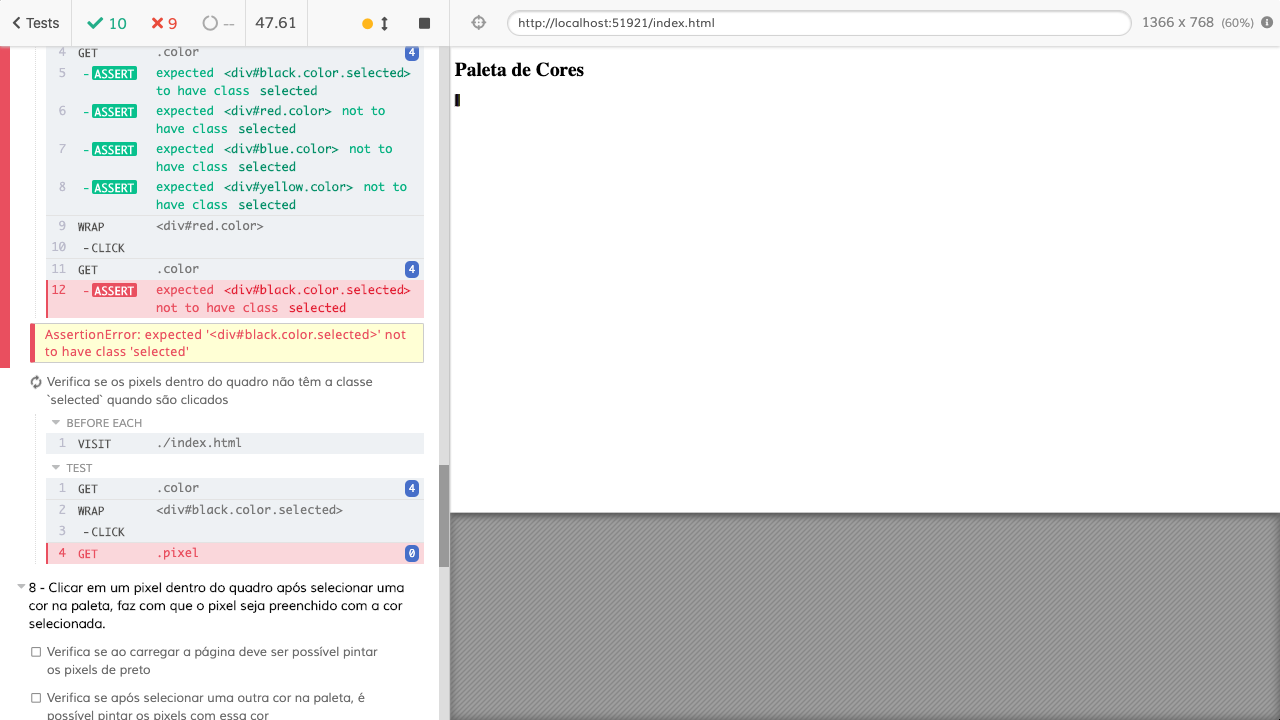 Tests 10 9 -- 47.61 http://localhost:51921/index.html 1366 x 768 (60%)
4 GET .color 4
5 -ASSERT expected <div#black.color.selected>
to have class selected
6 -ASSERT expected <div#red.color> not to
have class selected
7 -ASSERT expected <div#blue.color> not to
have class selected
8 -ASSERT expected <div#yellow.color> not to
have class selected
9 WRAP <div#red.color>
10 -CLICK
11 GET .color 4
12 -ASSERT expected <div#black.color.selected>
not to have class selected
AssertionError: expected '<div#black.color.selected>' not
to have class 'selected'
Verifica se os pixels dentro do quadro não têm a classe
`selected` quando são clicados
BEFORE EACH
1 VISIT ./index.html
TEST
1 GET .color 4
2 WRAP <div#black.color.selected>
3 -CLICK
4 GET .pixel 0
8 - Clicar em um pixel dentro do quadro após selecionar uma
cor na paleta, faz com que o pixel seja preenchido com a cor
selecionada.
Verifica se ao carregar a página deve ser possível pintar
os pixels de preto
Verifica se após selecionar uma outra cor na paleta, é
possível pintar os pixels com essa cor
Paleta de Cores